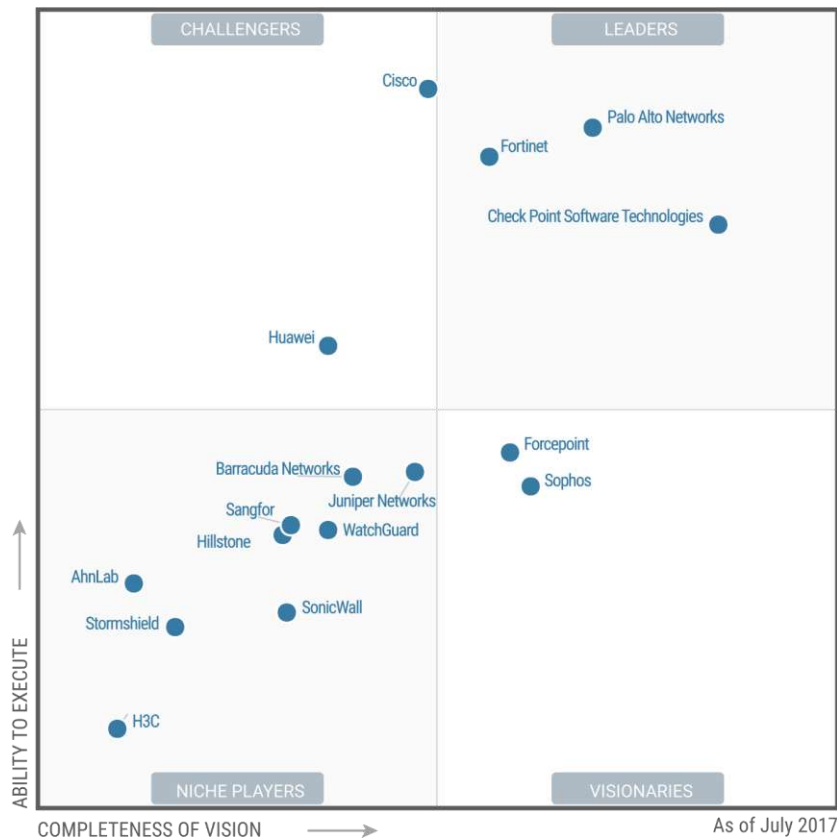 CHALLENGERS
LEADERS
Cisco
Palo Alto Networks
Fortinet
Check Point Software Technologies
Huawei
Forcepoint
Barracuda Networks
Sophos
Juniper Networks
Sangfor
WatchGuard
Hillstone
AhnLab
SonicWall
Stormshield
H3C
NICHE PLAYERS
VISIONARIES
ABILITY TO EXECUTE
COMPLETENESS OF VISION
As of July 2017